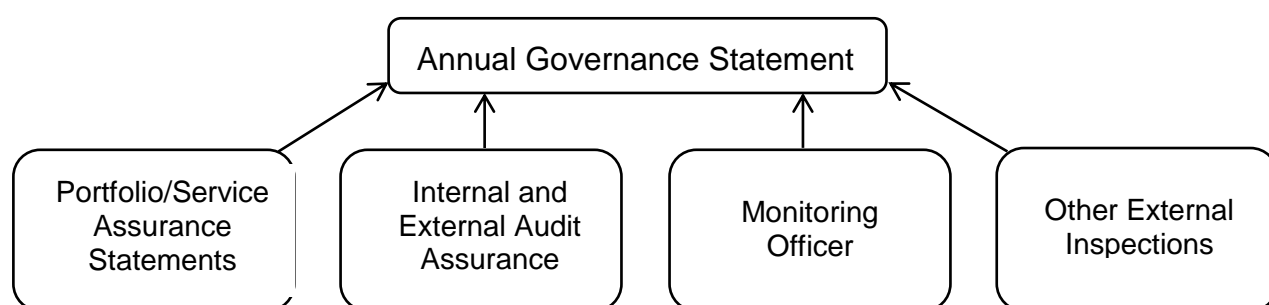 Annual Governance Statement
Portfolio/Service
Assurance
Statements
Internal and
External Audit
Assurance
Monitoring
Officer
Other External
Inspections